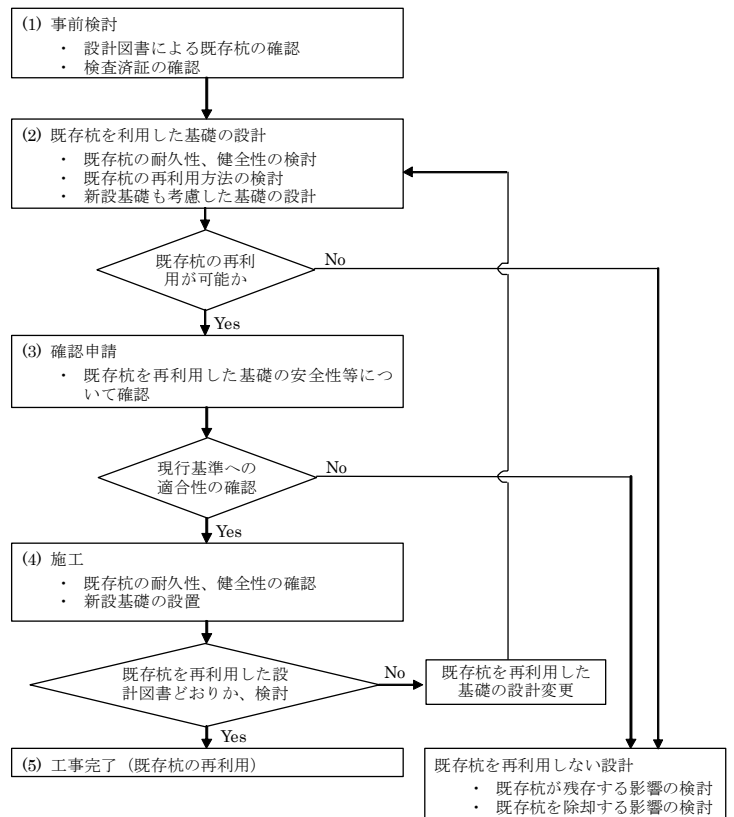 (1) 事前検討
・ 設計図書による既存杭の確認
・ 検査済証の確認
(2) 既存杭を利用した基礎の設計
・ 既存杭の耐久性、健全性の検討
・ 既存杭の再利用方法の検討
・ 新設基礎も考慮した基礎の設計
既存杭の再利
用が可能か
No
Yes
(3) 確認申請
・ 既存杭を再利用した基礎の安全性等につ
いて確認
現行基準への
適合性の確認
No
Yes
(4) 施工
・ 既存杭の耐久性、健全性の確認
・ 新設基礎の設置
既存杭を再利用した設
計図書どおりか、検討
No
既存杭を再利用した
基礎の設計変更
Yes
(5) 工事完了（既存杭の再利用）
既存杭を再利用しない設計
・ 既存杭が残存する影響の検討
・ 既存杭を除却する影響の検討